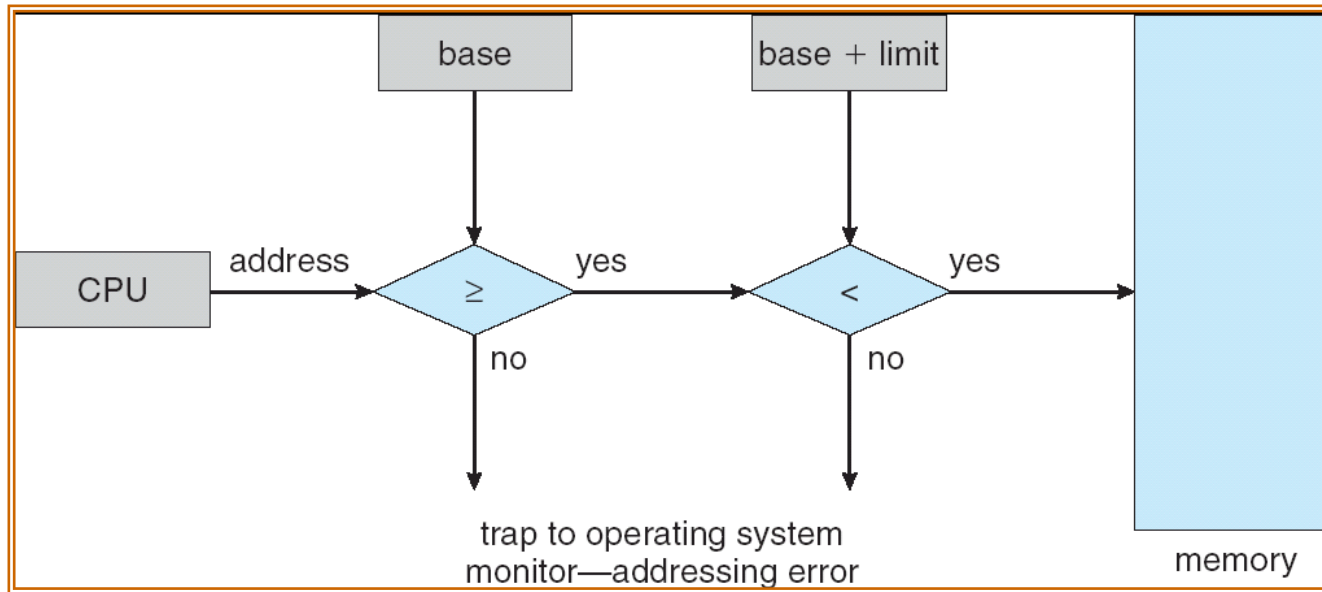 base
base + limit
CPU
address
≥
yes
<
yes
no
no
trap to operating system
monitor—addressing error
memory